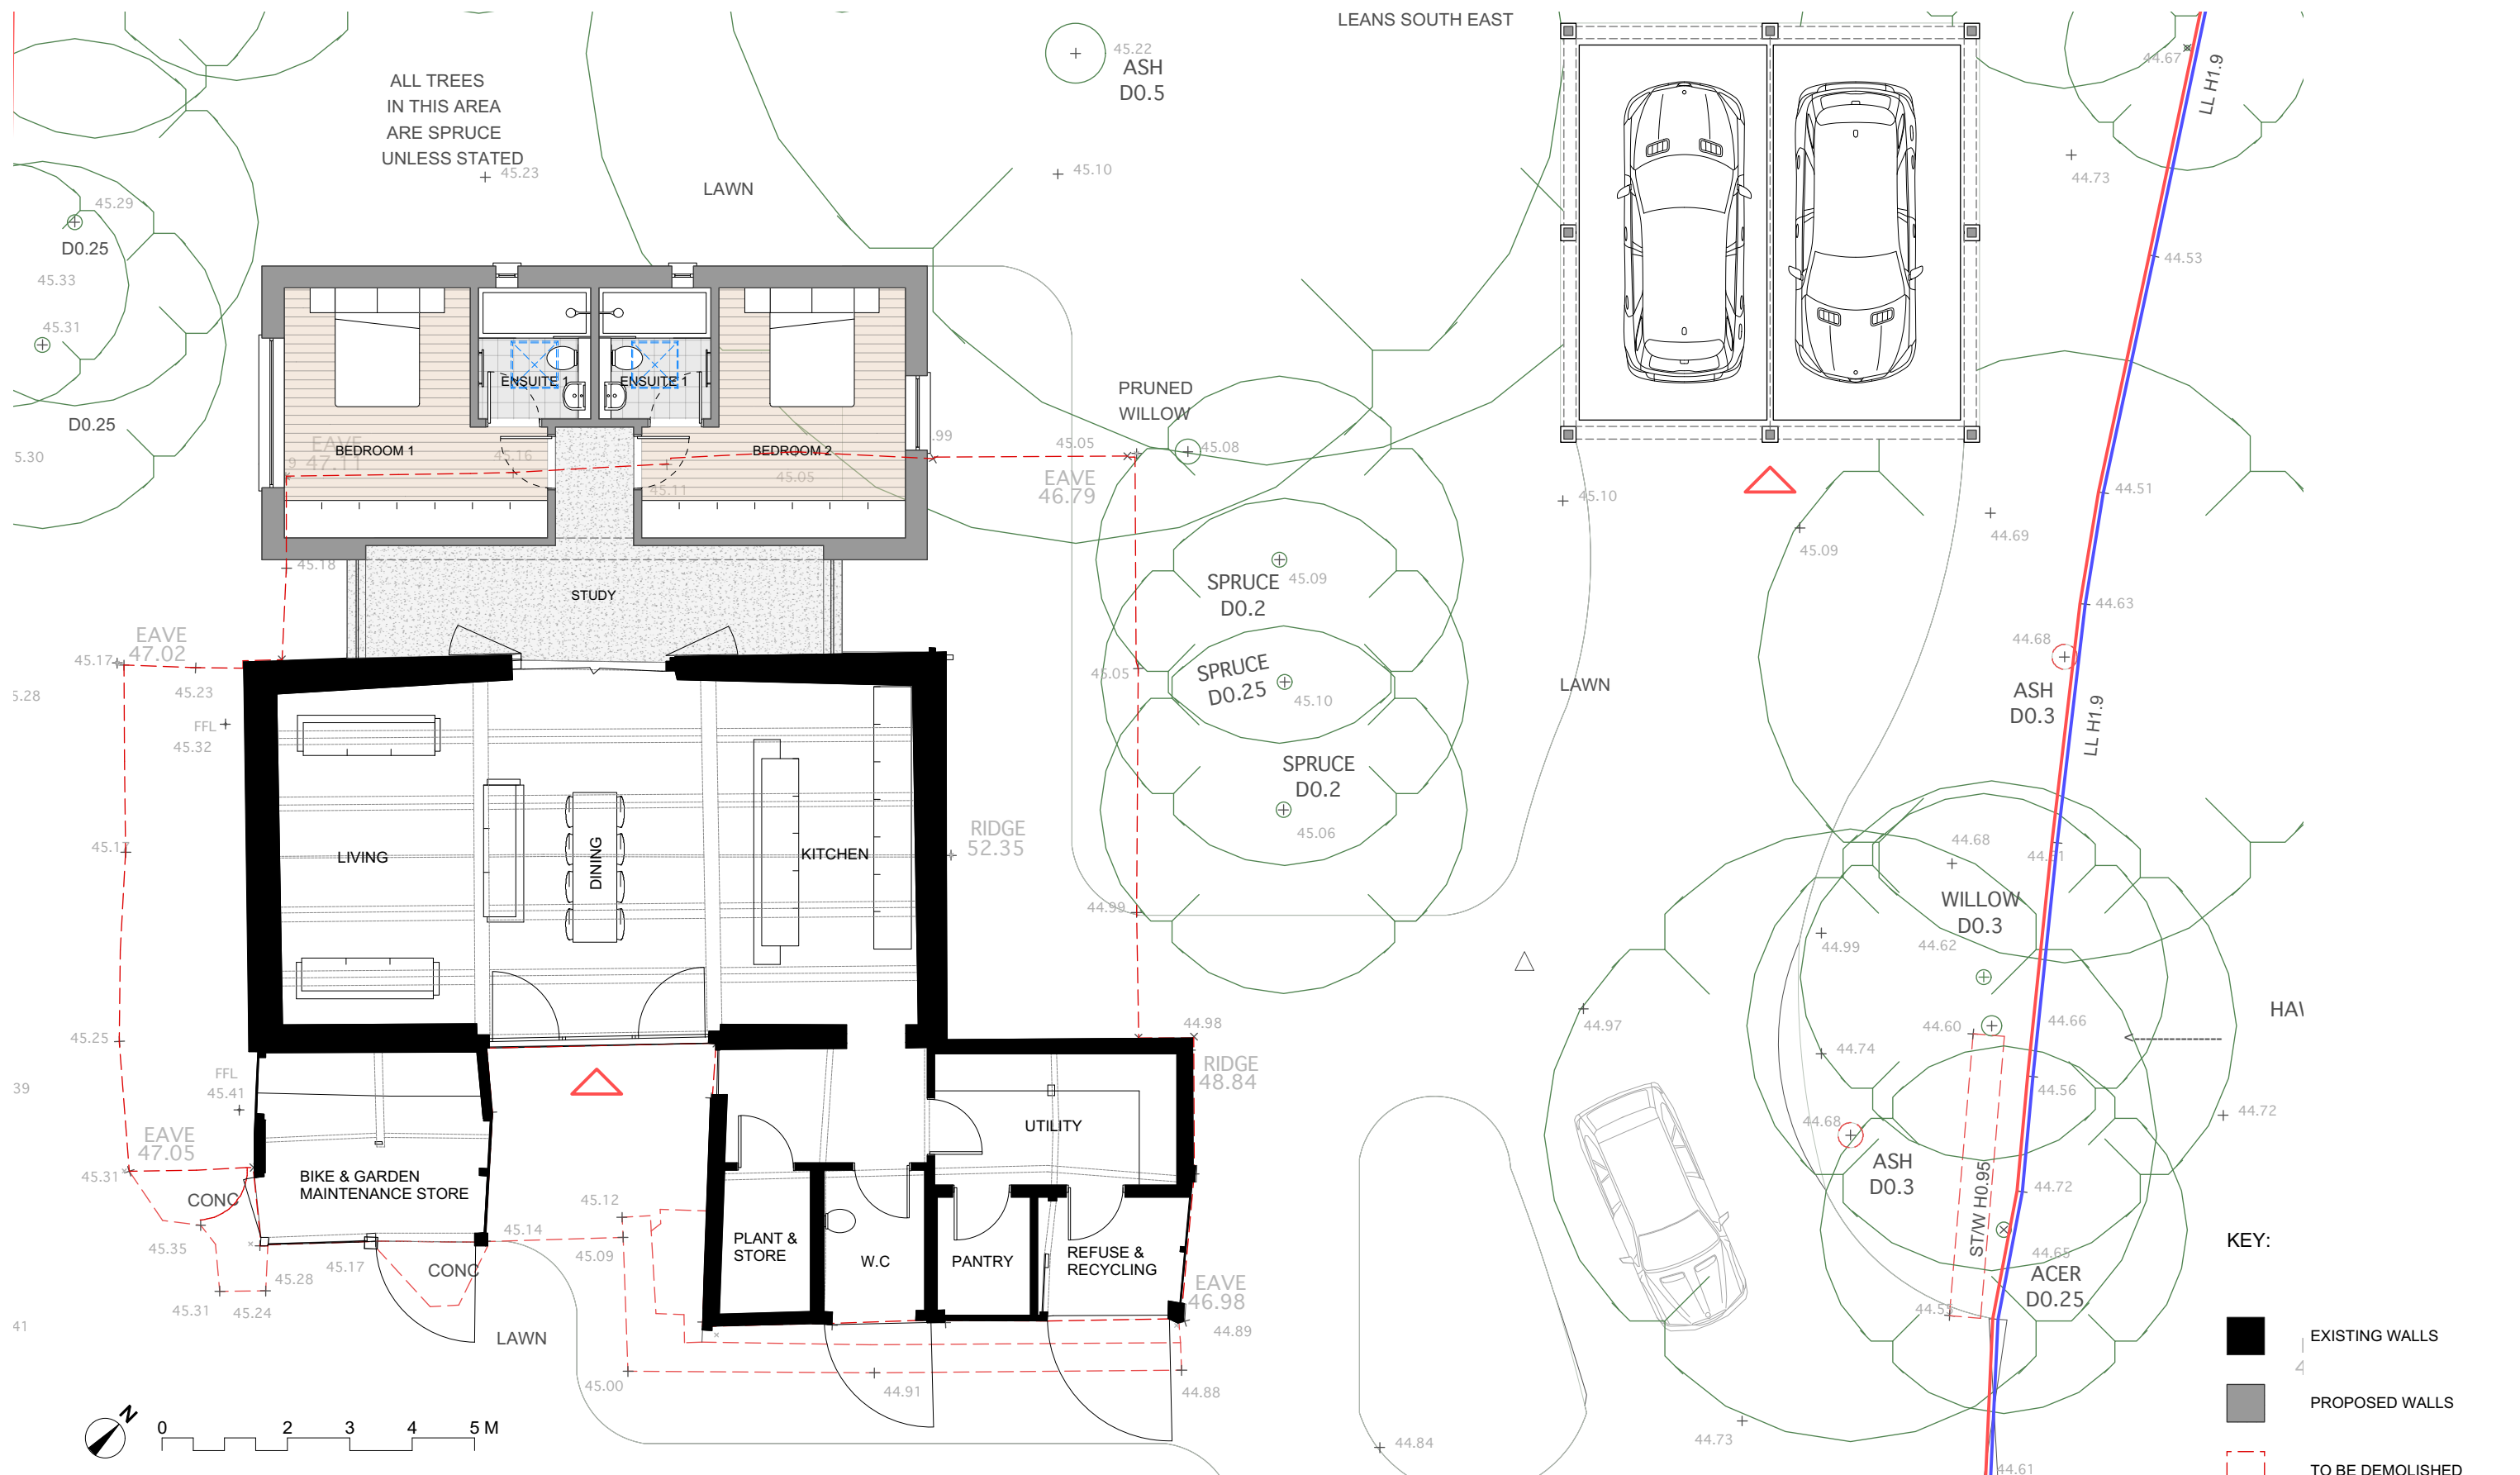 LEANS SOUTH EAST
45.22
ASH
D0.5
44.67
LL H1.9
ALL TREES
IN THIS AREA
ARE SPRUCE
UNLESS STATED
45.23
LAWN
45.10
44.73
45.29
D0.25
45.33
44.53
45.31
D0.25
5.30
ENSUITE 1
ENSUITE 1
PRUNED
WILLOW
EAVE
47.11
BEDROOM 1
45.16
BEDROOM 2
45.11
45.05
.99
45.05
45.08
EAVE
46.79
45.10
44.51
44.69
45.09
45.18
STUDY
SPRUCE
D0.2
45.09
44.63
44.68
EAVE
47.02
45.17
45.23
5.28
FFL
45.32
45.05
SPRUCE
D0.25
45.10
LAWN
ASH
D0.3
LL H1.9
SPRUCE
D0.2
45.06
LIVING
DINING
KITCHEN
RIDGE
52.35
44.68
WILLOW
D0.3
44.99
44.99
44.62
45.25
44.98
44.97
44.60
44.66
44.74
39
FFL
45.41
RIDGE
48.84
44.56
44.72
EAVE
47.05
45.31
UTILITY
44.68
ASH
D0.3
44.72
BIKE & GARDEN
MAINTENANCE STORE
CONC
45.35
45.12
45.14
45.09
PLANT &
STORE
W.C
PANTRY
REFUSE &
RECYCLING
ST/W H0.95
44.65
ACER
D0.25
KEY:
45.17
45.28
CONC
45.31
45.24
EAVE
46.98
44.89
41
LAWN
EXISTING WALLS
45.00
44.91
44.88
PROPOSED WALLS
N
0 2 3 4 5 M
44.84
44.73
44.61
TO BE DEMOLISHED